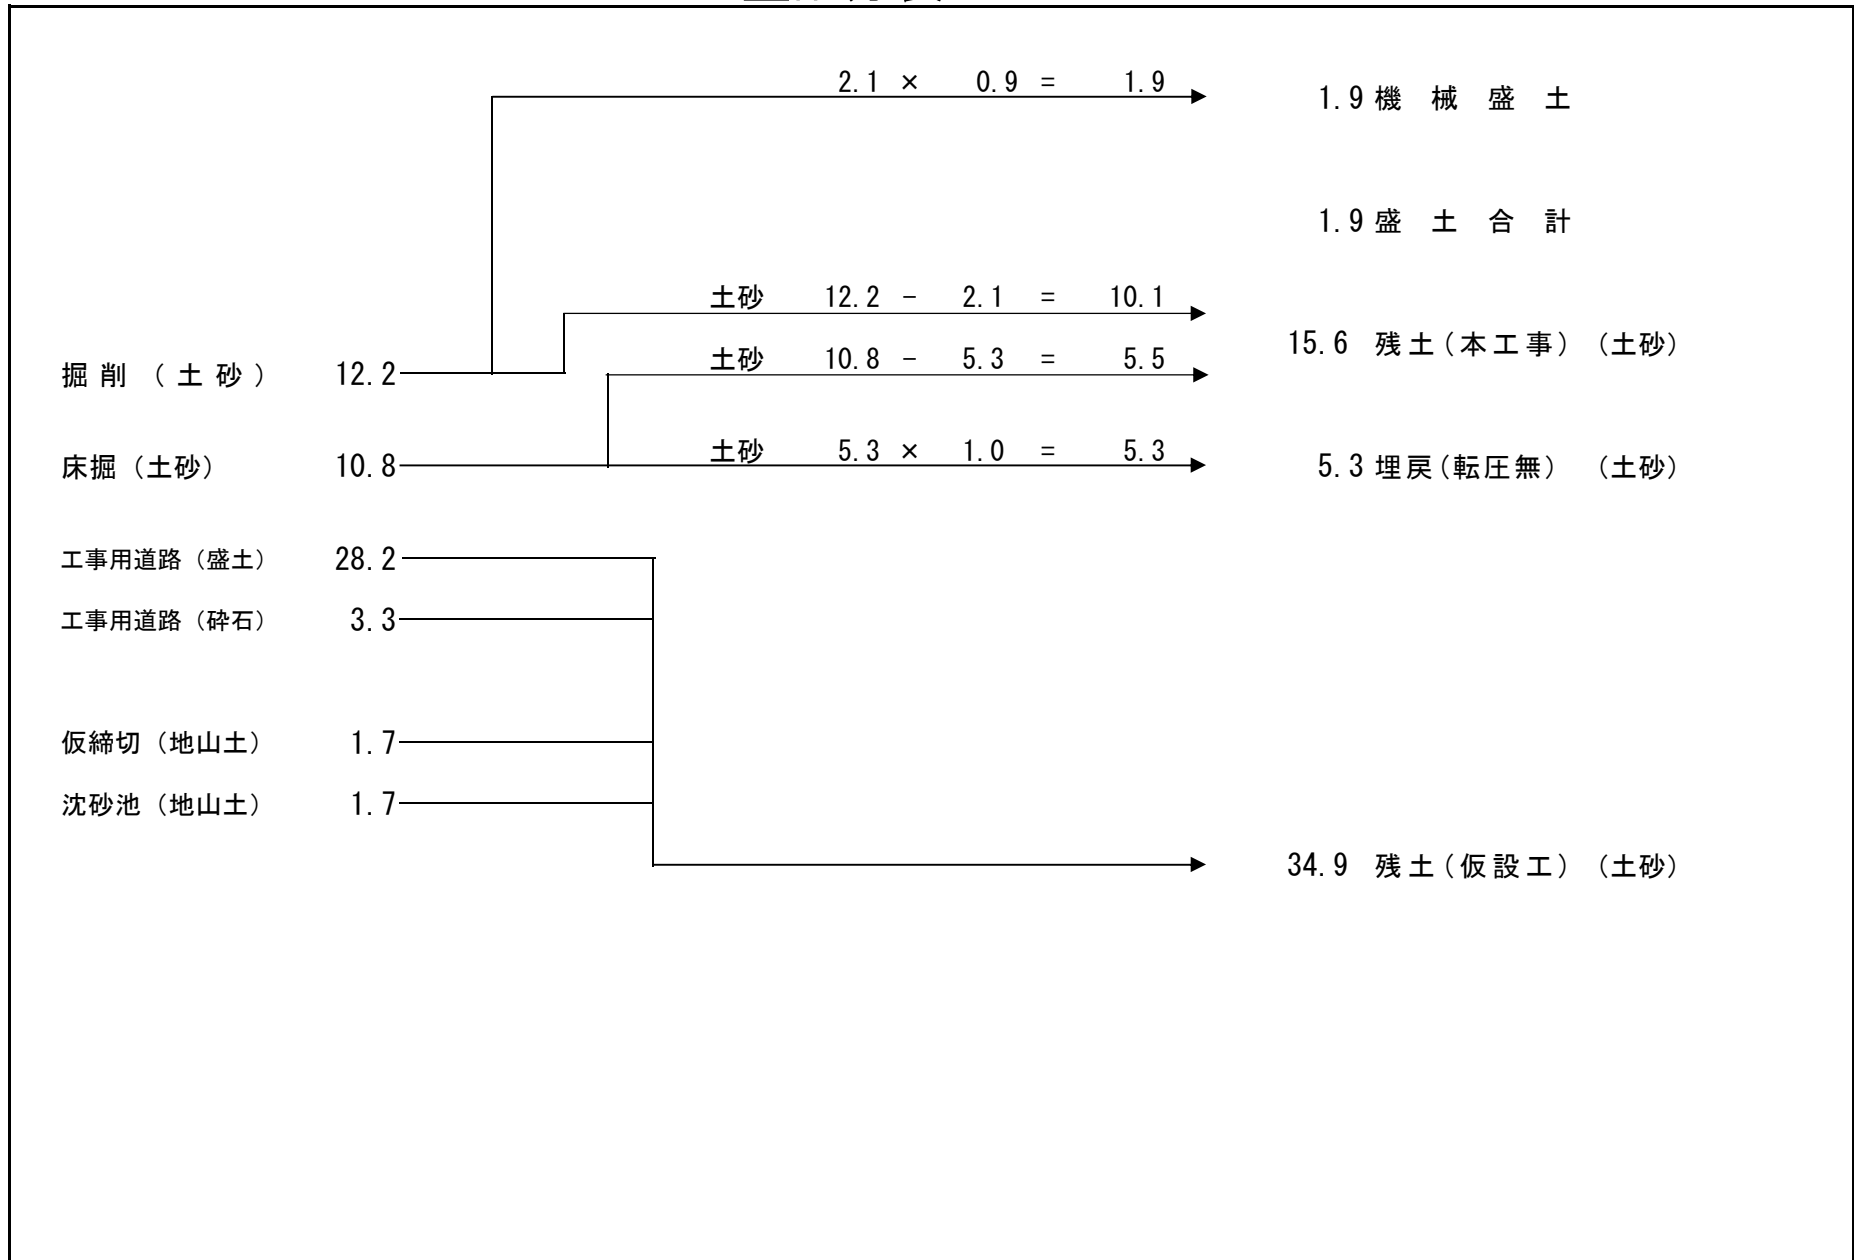 2.1 × 0.9 = 1.9
1.9 機 械 盛 土
1.9 盛 土 合 計
土砂 12.2 − 2.1 = 10.1
15.6 残土(本工事) (土砂)
掘削 (土砂) 12.2
土砂 10.8 − 5.3 = 5.5
床掘(土砂) 10.8
土砂 5.3 × 1.0 = 5.3
5.3 埋戻(転圧無) (土砂)
工事用道路(盛土) 28.2
工事用道路(砕石) 3.3
仮締切(地山土) 1.7
沈砂池(地山土) 1.7
34.9 残土(仮設工) (土砂)